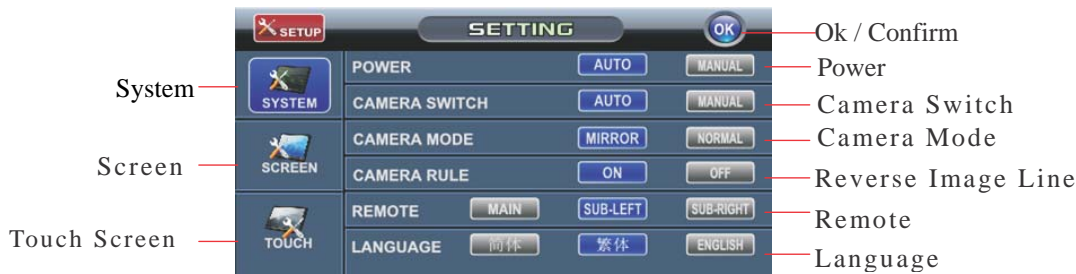 SETUP SETTING OK Ok / Confirm
POWER AUTO MANUAL Power
System SYSTEM CAMERA SWITCH AUTO MANUAL Camera Switch
CAMERA MODE MIRROR NORMAL Camera Mode
Screen SCREEN CAMERA RULE ON OFF Reverse Image Line
REMOTE MAIN SUB-LEFT SUB-RIGHT Remote
Touch Screen TOUCH LANGUAGE 简体 繁体 ENGLISH Language